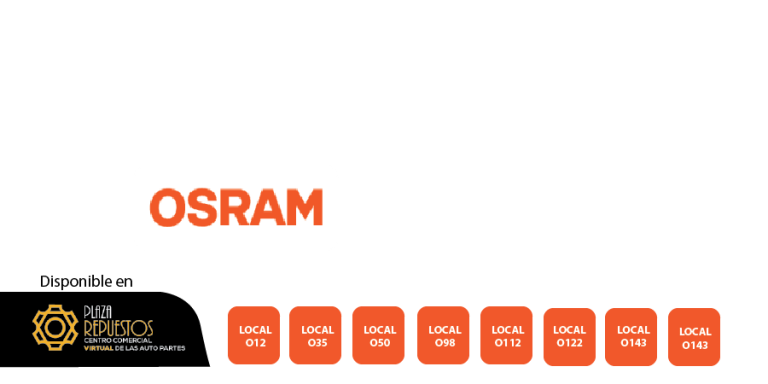 OSRAM
Disponible en
PLAZA
REPUESTOS
CENTRO COMERCIAL
VIRTUAL DE LAS AUTO PARTES
LOCAL
O12
LOCAL
O35
LOCAL
O50
LOCAL
O98
LOCAL
O112
LOCAL
O122
LOCAL
O143
LOCAL
O143